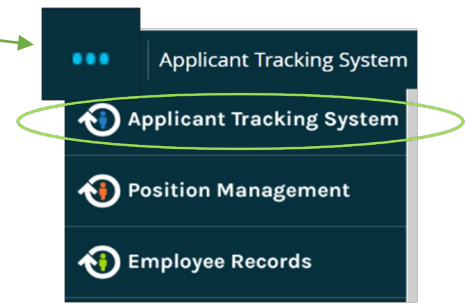 Applicant Tracking System
Applicant Tracking System
Position Management
Employee Records